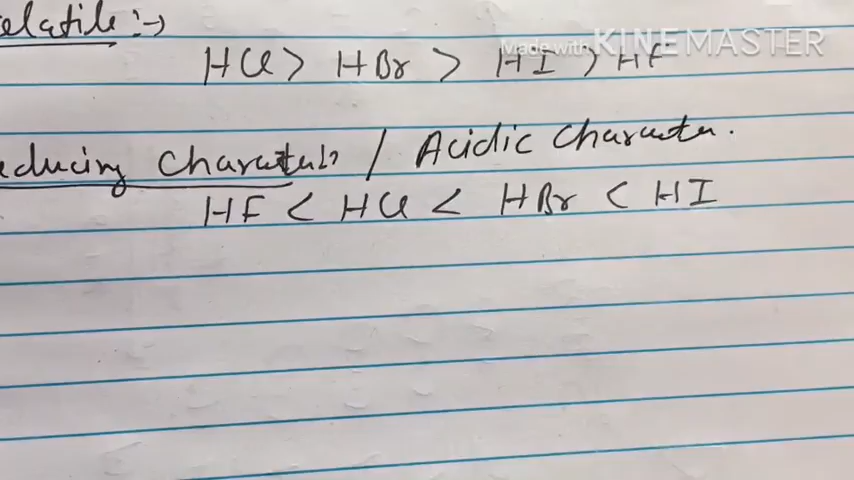 elatile :→
Made with KINEMASTER
HCl > HBr > HI > HF
educing Character / Acidic Character.
HF < HCl < HBr < HI